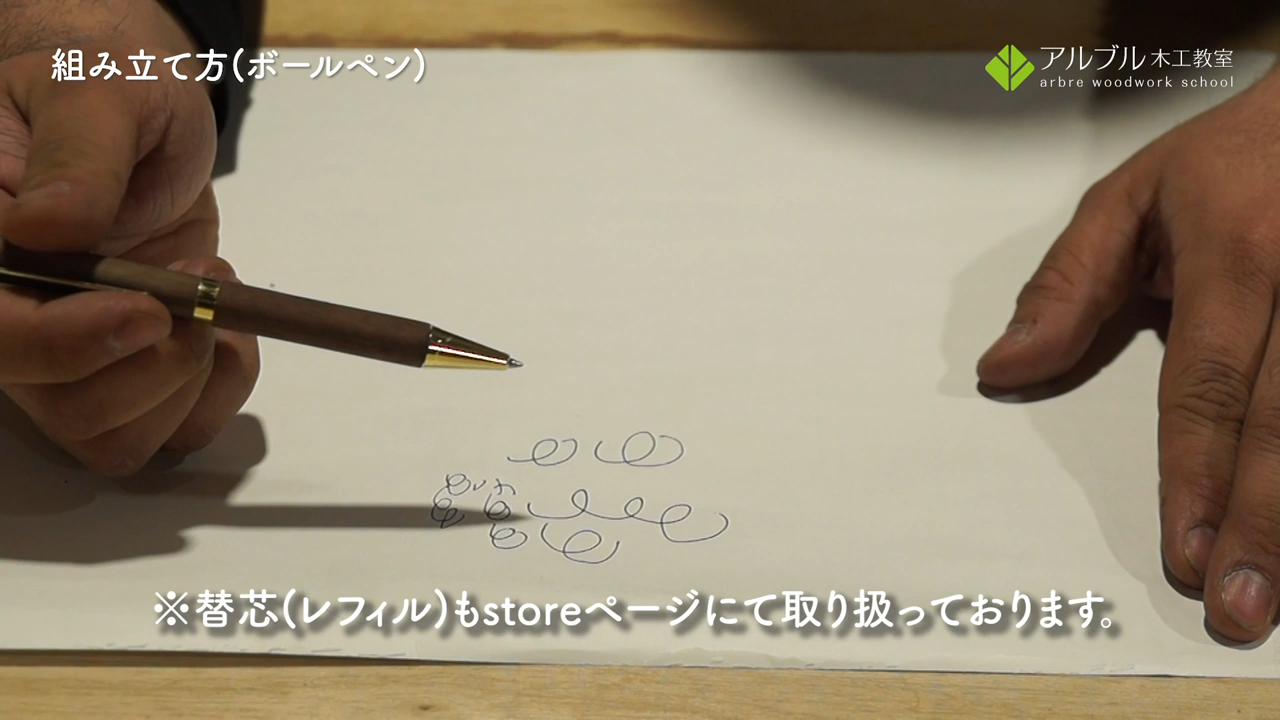 組み立て方(ボールペン)
アルブル 木工教室
arbre woodwork school
※替芯(レフィル)もstoreページにて取り扱っております。